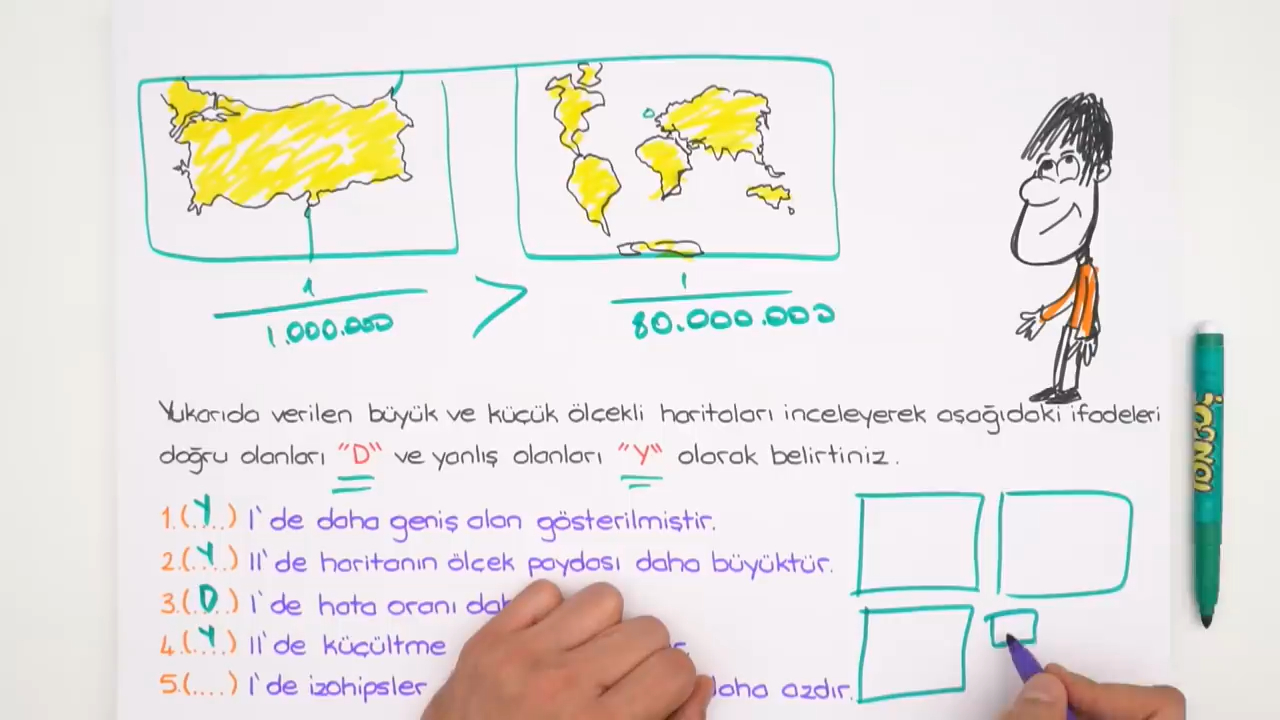 1 1
1.000.000 > 80.000.000
Yukarıda verilen büyük ve küçük ölçekli haritaları inceleyerek aşağıdaki ifadeleri
doğru olanları "D" ve yanlış olanları "Y" olarak belirtiniz.
1.(.Y..) I'de daha geniş alan gösterilmiştir.
2.(.Y..) II'de haritanın ölçek paydası daha büyüktür.
3.(.D..) I'de hata oranı
4.(.Y..) II'de küçültme
5.(....) I'de izohipsler daha azdır.